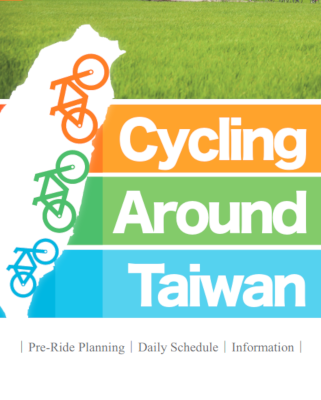 Cycling
Around
Taiwan
| Pre-Ride Planning | Daily Schedule | Information |